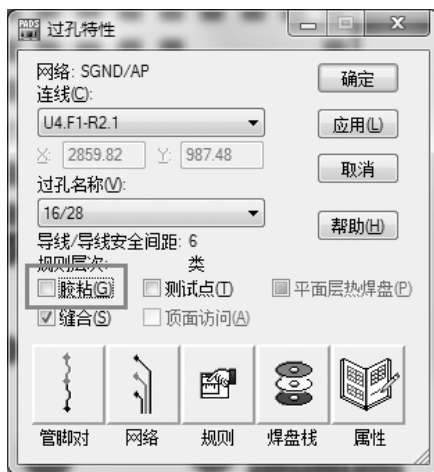 PADS 过孔特性
网络: SGND/AP
连线(C):
确定
U4.F1-R2.1
应用(L)
X: 2859.82 Y: 987.48
取消
过孔名称(V):
16/28
帮助(H)
导线/导线安全间距: 6
规则层次: 类
胶粘(G) 测试点(T) 平面层热焊盘(P)
缝合(S) 顶面访问(A)
管脚对 网络 规则 焊盘栈 属性